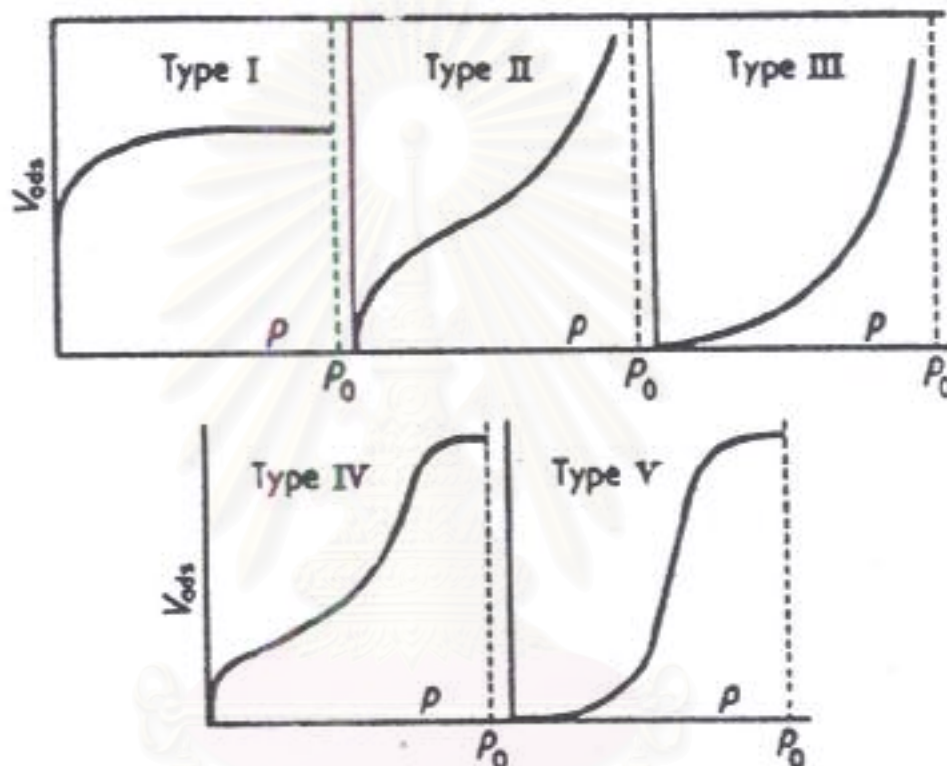 Type I Type II Type III
Vads
P P P
P₀ P₀ P₀
Type IV Type V
Vads
P P
P₀ P₀